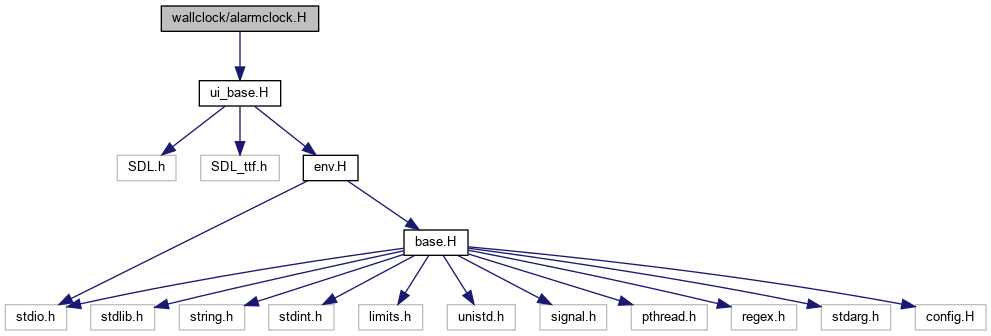 wallclock/alarmclock.H
ui_base.H
SDL.h
SDL_ttf.h
env.H
base.H
stdio.h
stdlib.h
string.h
stdint.h
limits.h
unistd.h
signal.h
pthread.h
regex.h
stdarg.h
config.H